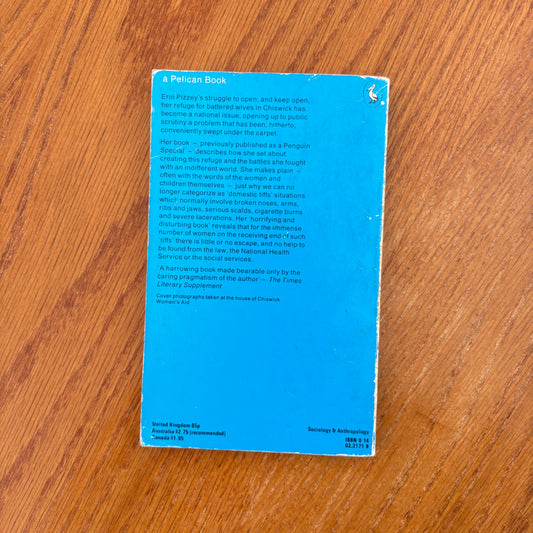 a Pelican Book
Erin Pizzey's struggle to open, and keep open,
her refuge for battered wives in Chiswick has
become a national issue, opening up to public
scrutiny a problem that has been, hitherto,
conveniently swept under the carpet.
Her book – previously published as a Penguin
Special – describes how she set about
creating this refuge and the battles she fought
with an indifferent world. She makes plain –
often with the words of the women and
children themselves – just why we can no
longer categorize as 'domestic tiffs' situations
which normally involve broken noses, arms,
ribs and jaws, serious scalds, cigarette burns
and severe lacerations. Her 'horrifying and
disturbing book' reveals that for the immense
number of women on the receiving end of such
'tiffs' there is little or no escape, and no help to
be found from the law, the National Health
Service or the social services.
'A harrowing book made bearable only by the
caring pragmatism of the author' – The Times
Literary Supplement
Cover photographs taken at the house of Chiswick
Women's Aid
United Kingdom 85p
Australia $2.75 (recommended)
Canada $1.95
Sociology & Anthropology
ISBN 0 14
02.2171 9